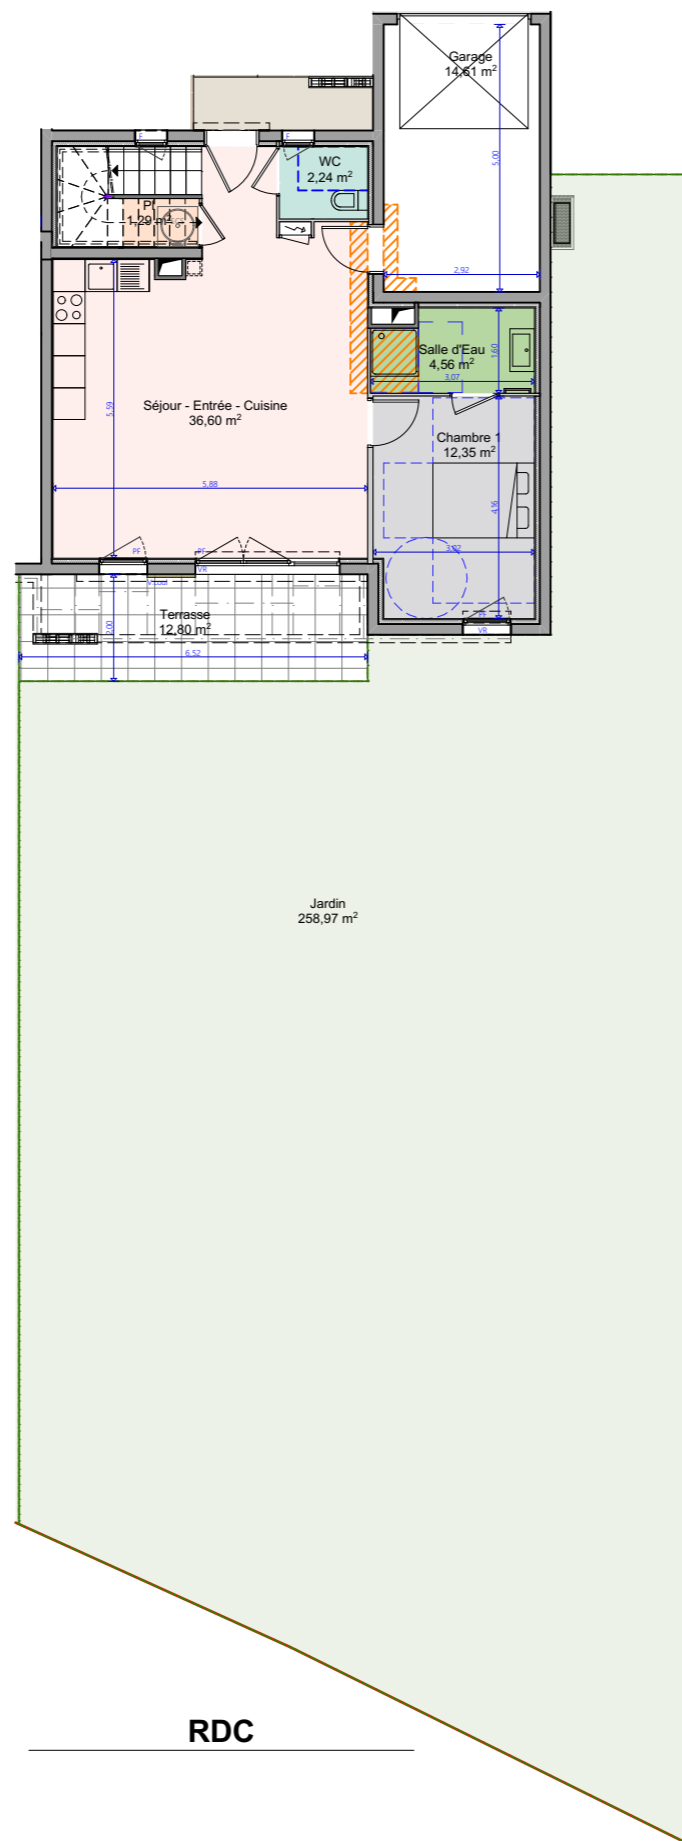 Garage
14,61 m²
5,00
2,92
F
F
WC
2,24 m²
Pl
1,29 m²
Salle d'Eau
4,56 m²
1,60
3,07
Séjour - Entrée - Cuisine
36,60 m²
5,59
5,88
Chambre 1
12,35 m²
4,16
3,02
PF
PF
VR
PF
VR
Terrasse
12,80 m²
2,00
6,52
Jardin
258,97 m²
RDC